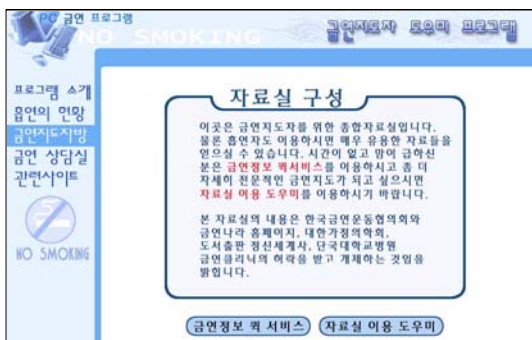 PC 금연 프로그램
NO SMOKING
금연지도자 도우미 프로그램
프로그램 소개
흡연의 현황
금연지도자방
금연 상담실
관련사이트
NO SMOKING
자료실 구성
이곳은 금연지도자를 위한 종합자료실입니다.
물론 흡연자도 이용하시면 매우 유용한 자료들을
얻으실 수 있습니다. 시간이 없고 맘이 급하신
분은 금연정보 퀵서비스를 이용하시고 좀 더
자세히 전문적인 금연지도가 되고 싶으시면
자료실 이용 도우미를 이용하시기 바랍니다.
본 자료실의 내용은 한국금연운동협의회와
금연나라 홈페이지, 대한가정의학회,
도서출판 정신세계사, 단국대학교병원
금연클리닉의 허락을 받고 개제하는 것임을
밝힙니다.
금연정보 퀵 서비스
자료실 이용 도우미